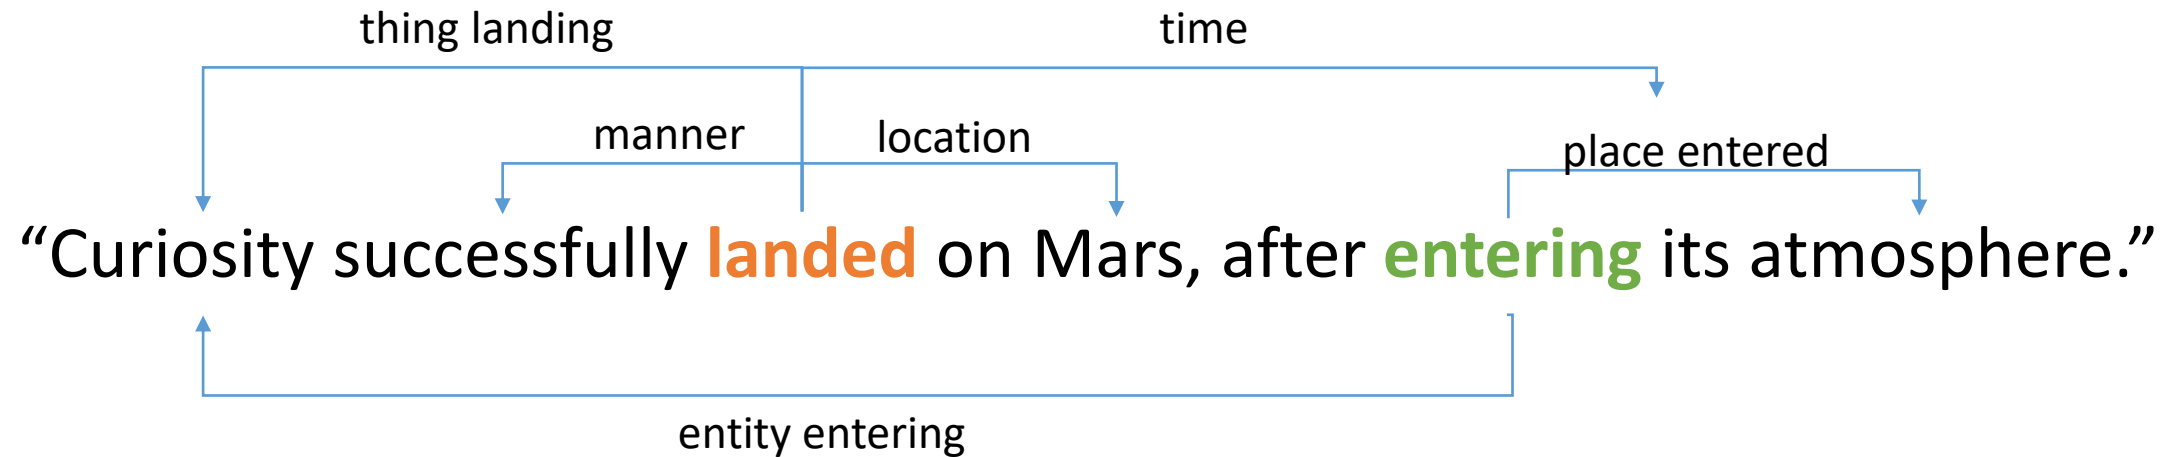 thing landing time
manner location place entered
“Curiosity successfully landed on Mars, after entering its atmosphere.”
entity entering